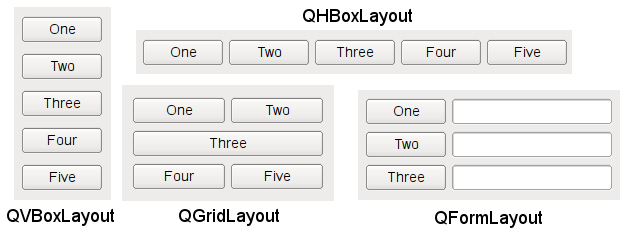 One
Two
Three
Four
Five
QVBoxLayout
QHBoxLayout
One Two Three Four Five
One Two
Three
Four Five
QGridLayout
One
Two
Three
QFormLayout